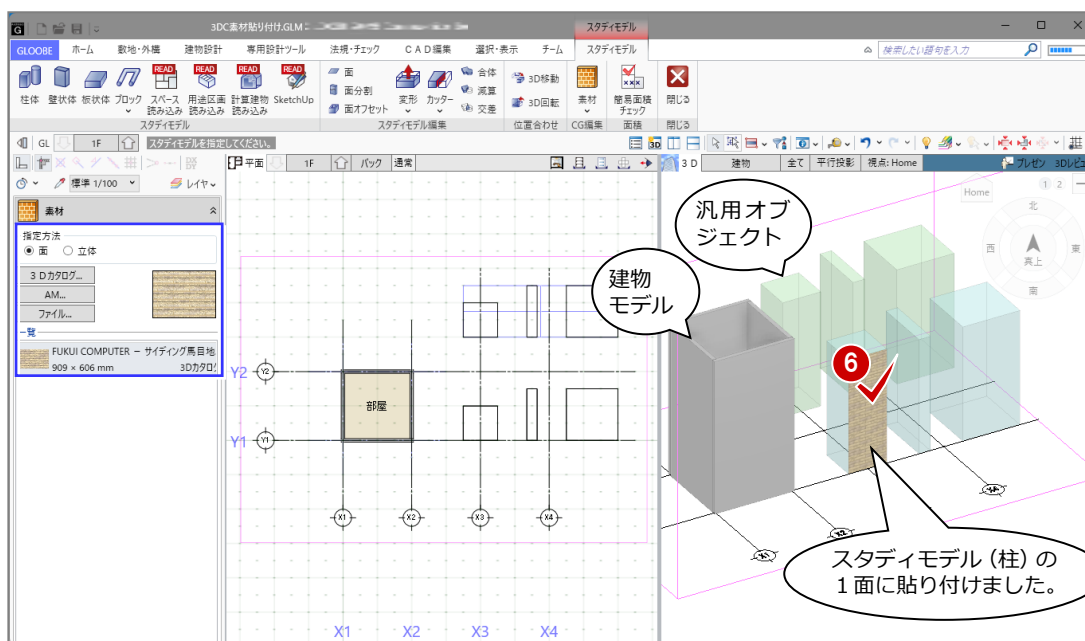 3DC素材貼り付け.GLM
スタディモデル
GLOOBE ホーム 敷地・外構 建物設計 専用設計ツール 法規・チェック CAD編集 選択・表示 チーム スタディモデル
検索したい語句を入力
READ READ READ READ
面 合体
面分割 減算 3D移動
面オフセット 交差 3D回転
柱体 壁状体 板状体 ブロック スペース 読み込み 用途区画 読み込み 計算建物 読み込み SketchUp 変形 カッター 素材 簡易面積 チェック 閉じる
スタディモデル スタディモデル編集 位置合わせ CG編集 面積 閉じる
GL 1F スタディモデルを指定してください。
平面 1F パック 通常
3D 建物 全て 平行投影 視点: Home プレゼン 3Dレビュ
標準 1/100 レイヤ
素材
指定方法
面 立体
3Dカタログ...
AM...
ファイル...
一覧
FUKUI COMPUTER － サイディング馬目地
909 × 606 mm 3Dカタロ
Y2 Y2
部屋
Y1 Y1
X1 X2 X3 X4
X1 X2 X3 X4
Home 1 2
北
西 真上 東
南
汎用オブ
ジェクト
建物
モデル
6
スタディモデル（柱）の
１面に貼り付けました。